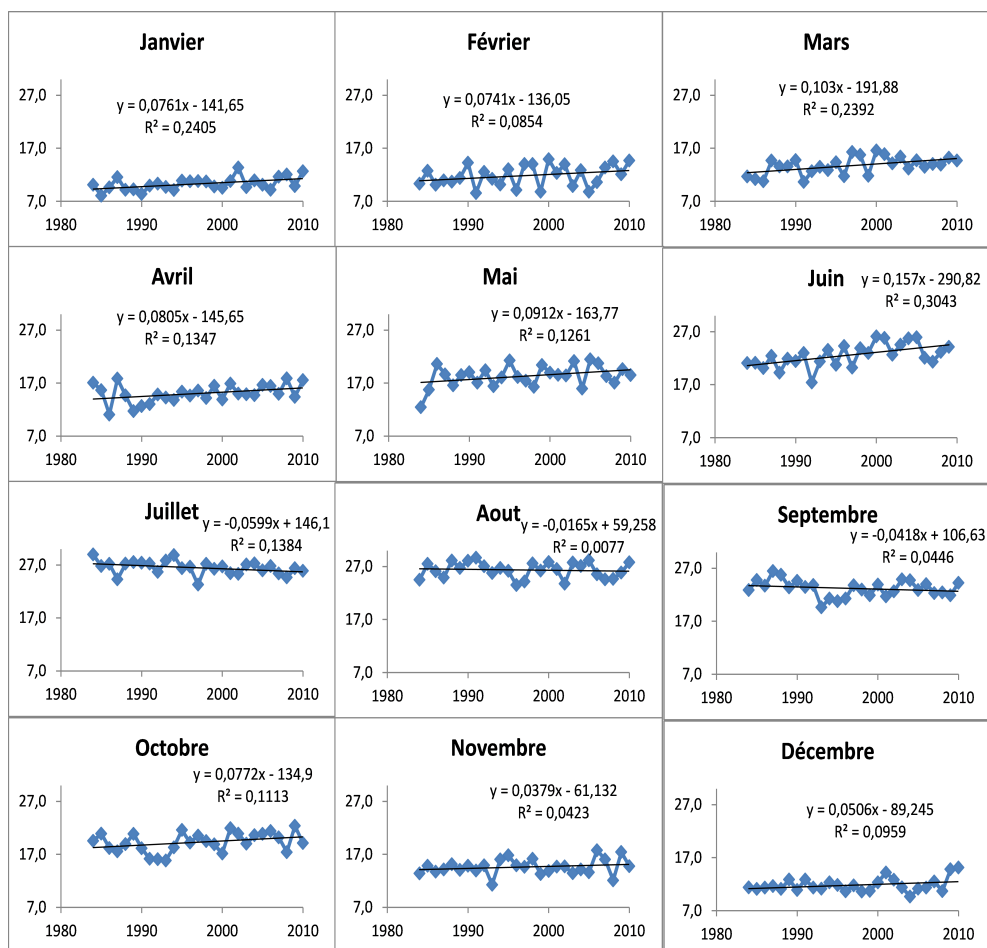 Janvier
y = 0,0761x - 141,65
R² = 0,2405
27,0
17,0
7,0
1980 1990 2000 2010
Février
y = 0,0741x - 136,05
R² = 0,0854
27,0
17,0
7,0
1980 1990 2000 2010
Mars
y = 0,103x - 191,88
R² = 0,2392
27,0
17,0
7,0
1980 1990 2000 2010
Avril
y = 0,0805x - 145,65
R² = 0,1347
27,0
17,0
7,0
1980 1990 2000 2010
Mai
y = 0,0912x - 163,77
R² = 0,1261
27,0
17,0
7,0
1980 1990 2000 2010
Juin
y = 0,157x - 290,82
R² = 0,3043
27,0
17,0
7,0
1980 1990 2000 2010
Juillet
y = -0,0599x + 146,1
R² = 0,1384
27,0
17,0
7,0
1980 1990 2000 2010
Aout
y = -0,0165x + 59,258
R² = 0,0077
27,0
17,0
7,0
1980 1990 2000 2010
Septembre
y = -0,0418x + 106,63
R² = 0,0446
27,0
17,0
7,0
1980 1990 2000 2010
Octobre
y = 0,0772x - 134,9
R² = 0,1113
27,0
17,0
7,0
1980 1990 2000 2010
Novembre
y = 0,0379x - 61,132
R² = 0,0423
27,0
17,0
7,0
1980 1990 2000 2010
Décembre
y = 0,0506x - 89,245
R² = 0,0959
27,0
17,0
7,0
1980 1990 2000 2010